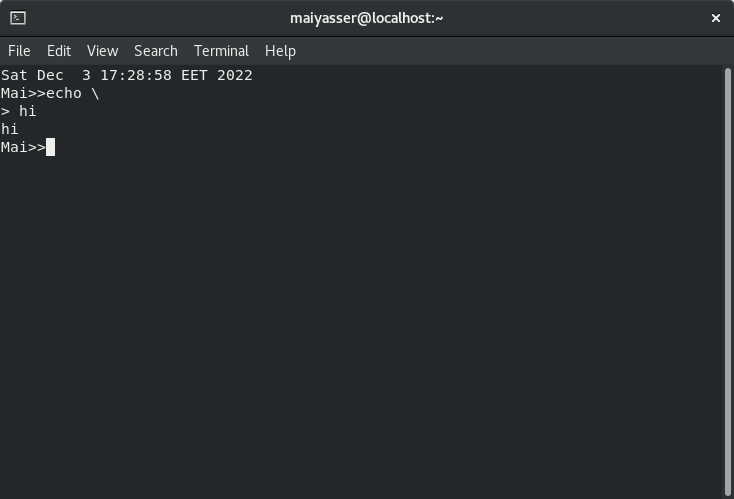 maiyasser@localhost:~
File Edit View Search Terminal Help
Sat Dec  3 17:28:58 EET 2022
Mai>>echo \
> hi
hi
Mai>>